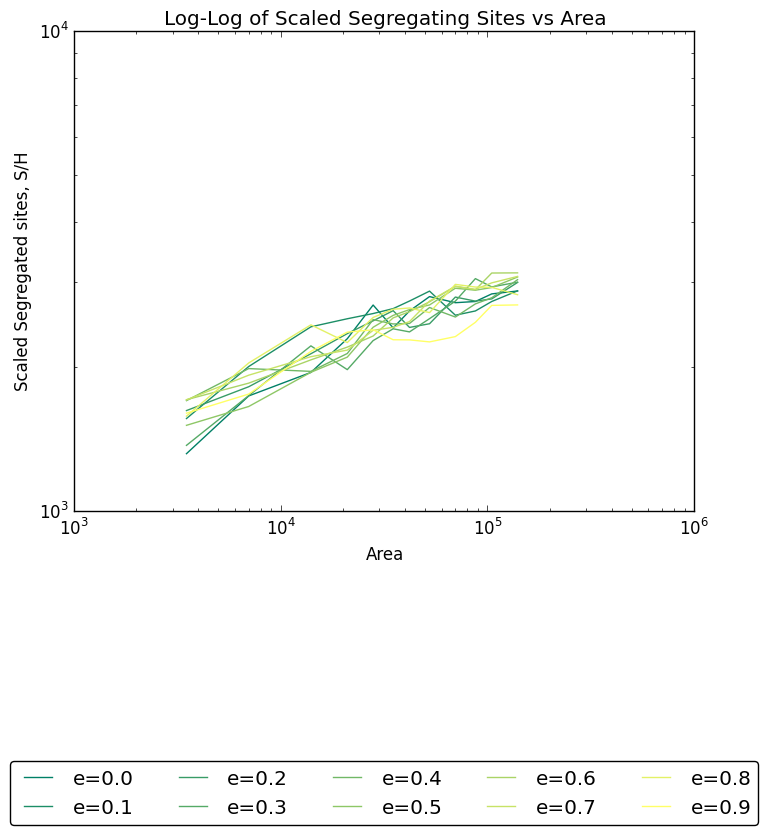 Log-Log of Scaled Segregating Sites vs Area
10^4
Scaled Segregated sites, S/H
10^3
10^3 10^4 10^5 10^6
Area
e=0.0 e=0.2 e=0.4 e=0.6 e=0.8
e=0.1 e=0.3 e=0.5 e=0.7 e=0.9